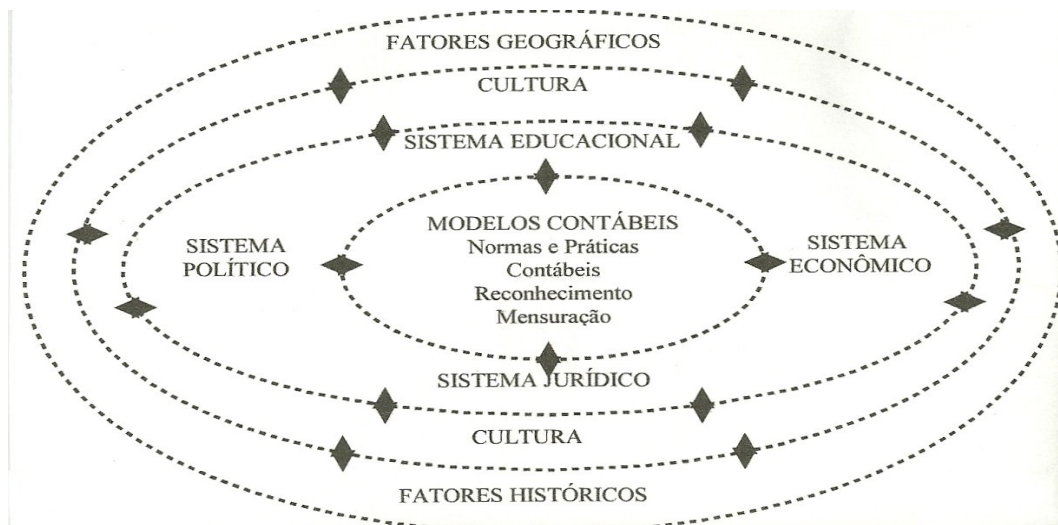 FATORES GEOGRÁFICOS
CULTURA
SISTEMA EDUCACIONAL
SISTEMA
POLÍTICO
MODELOS CONTÁBEIS
Normas e Práticas
Contábeis
Reconhecimento
Mensuração
SISTEMA
ECONÔMICO
SISTEMA JURÍDICO
CULTURA
FATORES HISTÓRICOS